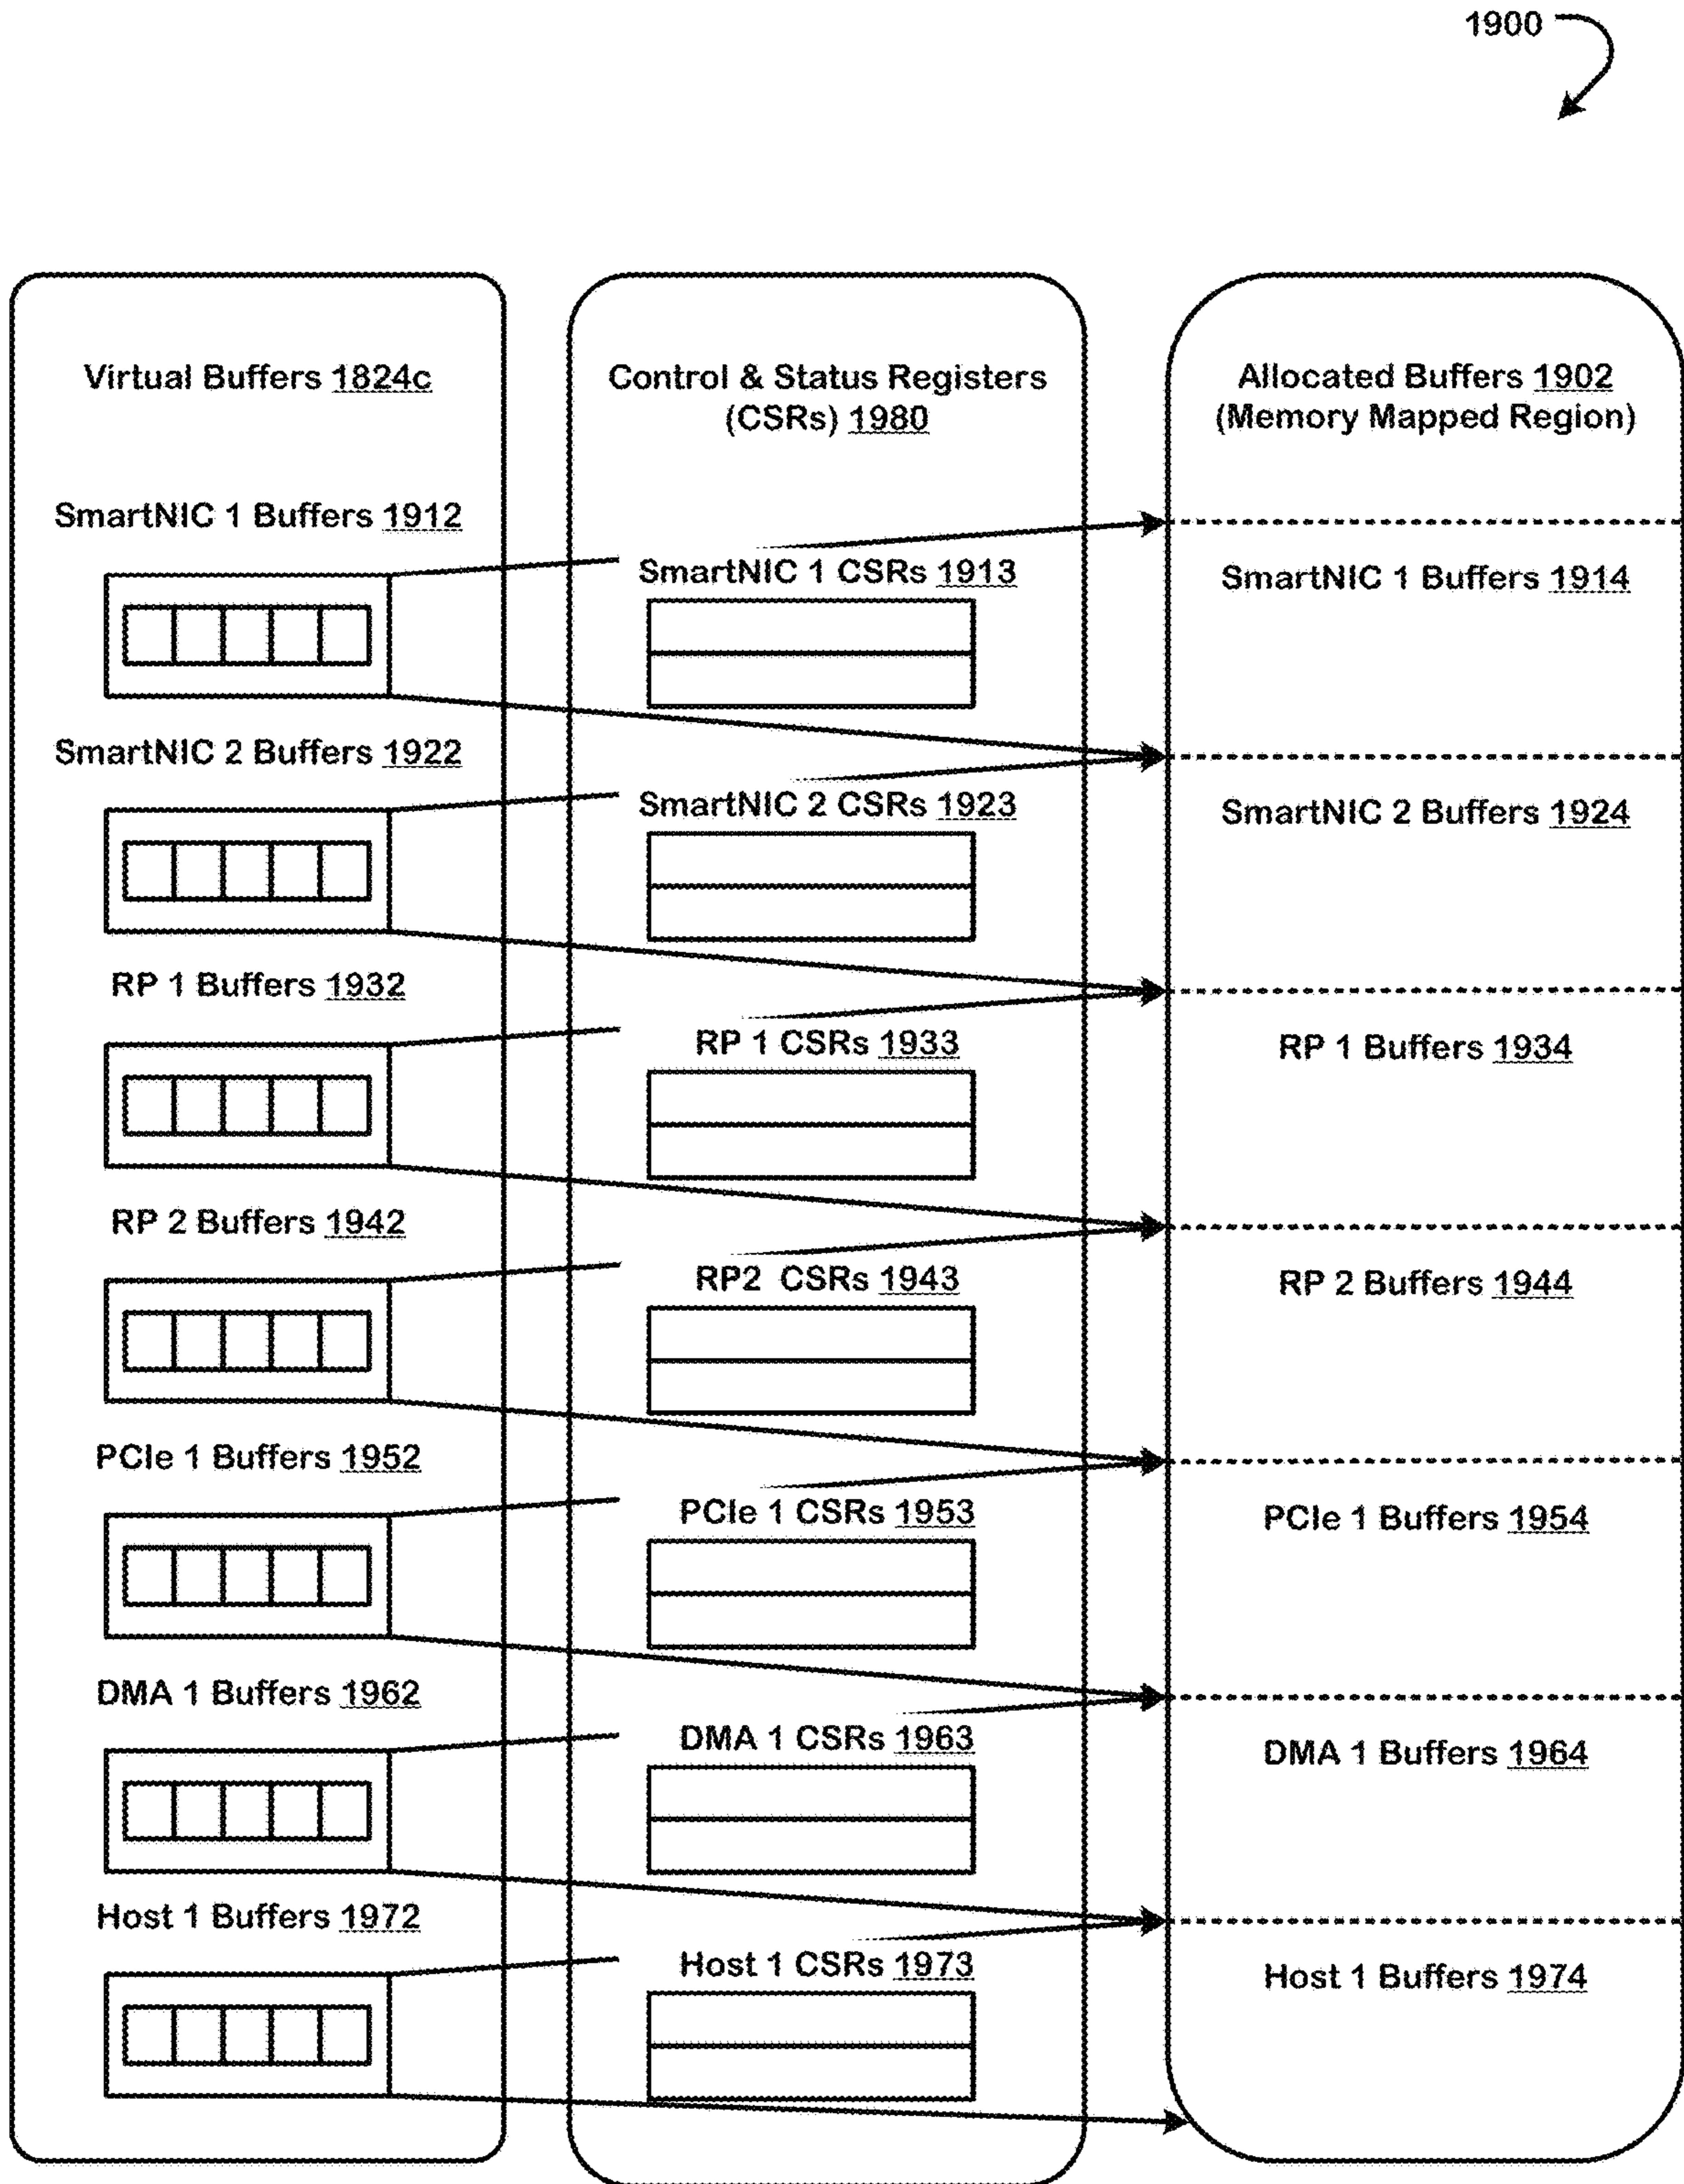 1900
Virtual Buffers 1824c
SmartNIC 1 Buffers 1912
SmartNIC 2 Buffers 1922
RP 1 Buffers 1932
RP 2 Buffers 1942
PCIe 1 Buffers 1952
DMA 1 Buffers 1962
Host 1 Buffers 1972
Control & Status Registers
(CSRs) 1980
SmartNIC 1 CSRs 1913
SmartNIC 2 CSRs 1923
RP 1 CSRs 1933
RP2 CSRs 1943
PCIe 1 CSRs 1953
DMA 1 CSRs 1963
Host 1 CSRs 1973
Allocated Buffers 1902
(Memory Mapped Region)
SmartNIC 1 Buffers 1914
SmartNIC 2 Buffers 1924
RP 1 Buffers 1934
RP 2 Buffers 1944
PCIe 1 Buffers 1954
DMA 1 Buffers 1964
Host 1 Buffers 1974